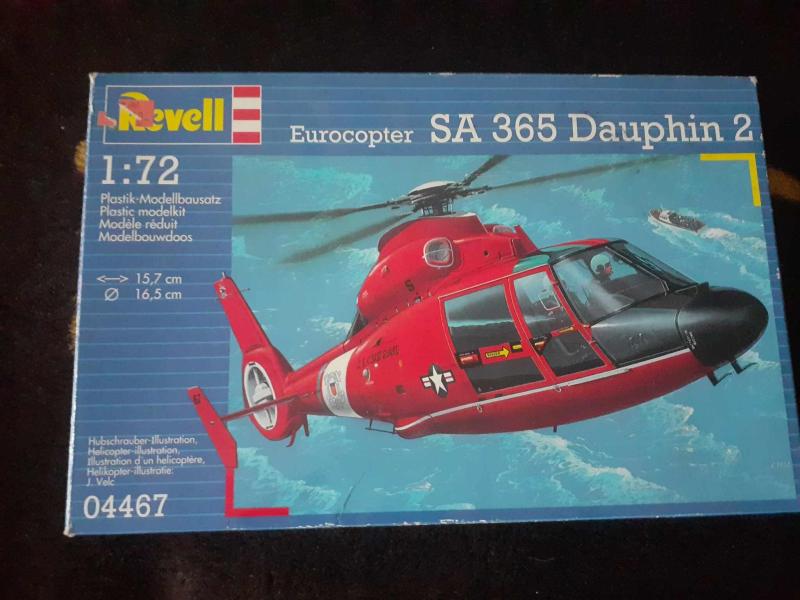 Revell
Eurocopter SA 365 Dauphin 2
1:72
Plastik-Modellbausatz
Plastic modelkit
Modèle réduit
Modelbouwdoos
<—> 15,7 cm
Ø 16,5 cm
Hubschrauber-Illustration,
Helicopter-illustration,
Illustration d'un helicoptère,
Helikopter-illustratie:
J. Velc
04467